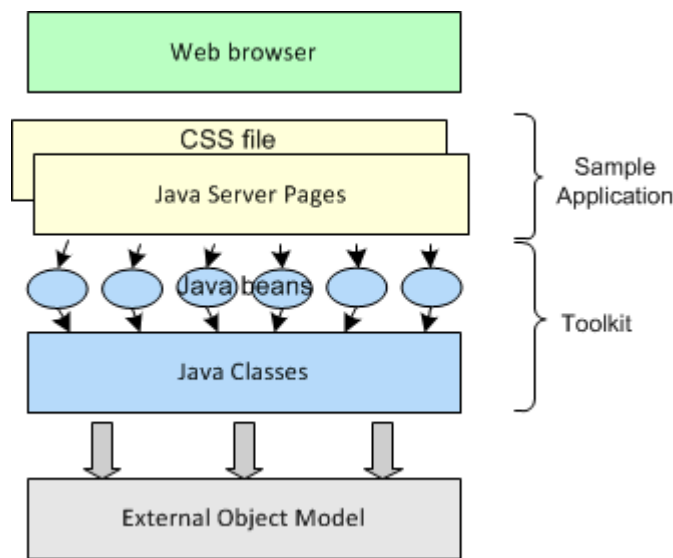 Web browser
CSS file
Java Server Pages
Sample
Application
Java beans
Toolkit
Java Classes
External Object Model